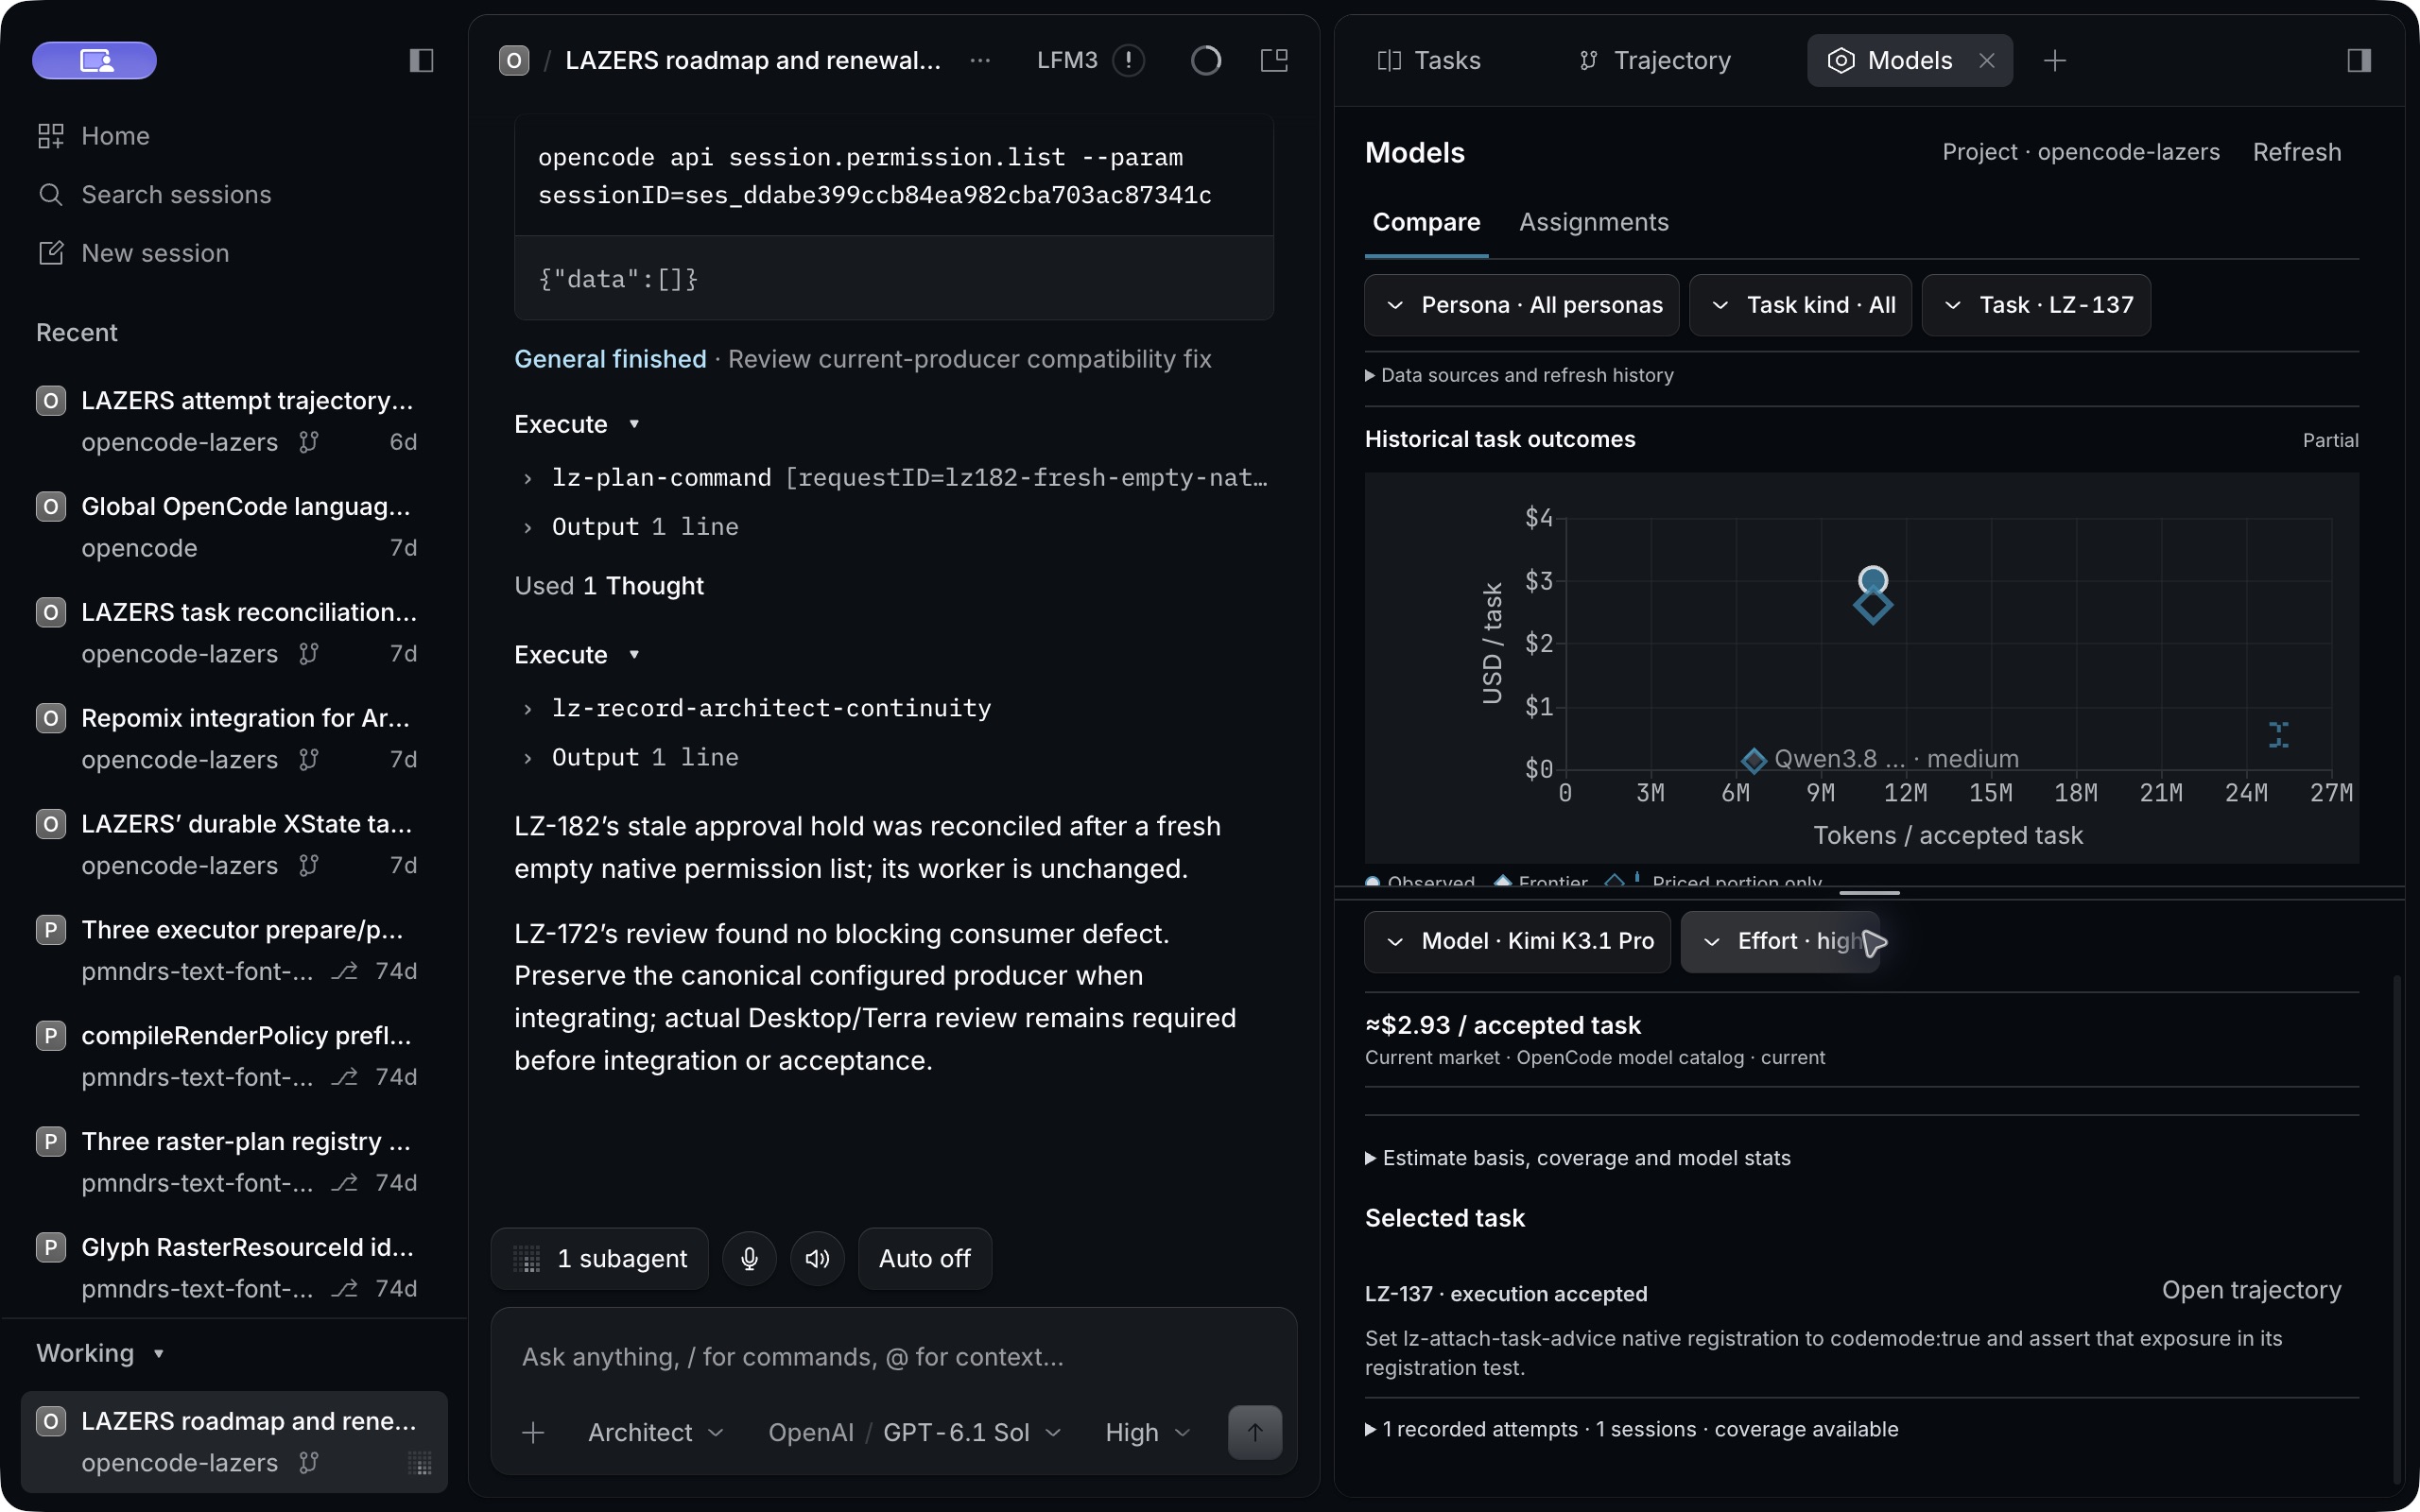 Home
Search sessions
New session
Recent
O LAZERS attempt trajectory...
opencode-lazers 6d
O Global OpenCode languag...
opencode 7d
O LAZERS task reconciliation...
opencode-lazers 7d
O Repomix integration for Ar...
opencode-lazers 7d
O LAZERS’ durable XState ta...
opencode-lazers 7d
P Three executor prepare/p...
pmndrs-text-font-... 74d
P compileRenderPolicy prefl...
pmndrs-text-font-... 74d
P Three raster-plan registry ...
pmndrs-text-font-... 74d
P Glyph RasterResourceId id...
pmndrs-text-font-... 74d
Working
O LAZERS roadmap and rene...
opencode-lazers
O / LAZERS roadmap and renewal... ... LFM3
opencode api session.permission.list --param
sessionID=ses_ddabe399ccb84ea982cba703ac87341c
{"data":[]}
General finished · Review current-producer compatibility fix
Execute
lz-plan-command [requestID=lz182-fresh-empty-nat…
Output 1 line
Used 1 Thought
Execute
lz-record-architect-continuity
Output 1 line
LZ-182’s stale approval hold was reconciled after a fresh
empty native permission list; its worker is unchanged.
LZ-172’s review found no blocking consumer defect.
Preserve the canonical configured producer when
integrating; actual Desktop/Terra review remains required
before integration or acceptance.
1 subagent
Auto off
Ask anything, / for commands, @ for context...
Architect OpenAI / GPT-6.1 Sol High
Tasks Trajectory Models
Models Project · opencode-lazers Refresh
Compare Assignments
Persona · All personas Task kind · All Task · LZ-137
Data sources and refresh history
Historical task outcomes Partial
$4
$3
$2
$1
$0
USD / task
Qwen3.8 ... · medium
0 3M 6M 9M 12M 15M 18M 21M 24M 27M
Tokens / accepted task
Observed Frontier Priced portion only
Model · Kimi K3.1 Pro Effort · high
≈$2.93 / accepted task
Current market · OpenCode model catalog · current
Estimate basis, coverage and model stats
Selected task
LZ-137 · execution accepted Open trajectory
Set lz-attach-task-advice native registration to codemode:true and assert that exposure in its
registration test.
1 recorded attempts · 1 sessions · coverage available